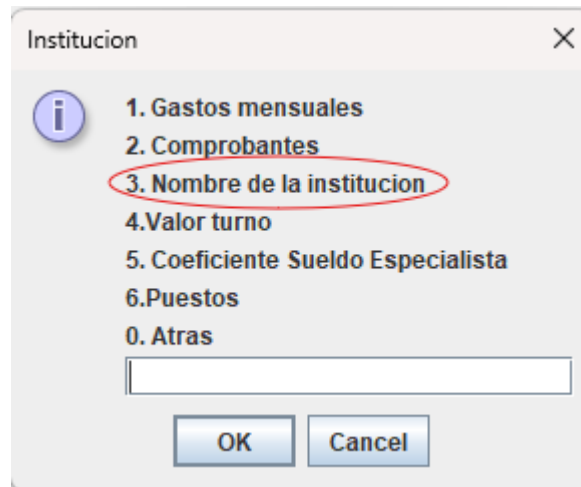 Institucion
i
1. Gastos mensuales
2. Comprobantes
3. Nombre de la institucion
4.Valor turno
5. Coeficiente Sueldo Especialista
6.Puestos
0. Atras
OK Cancel